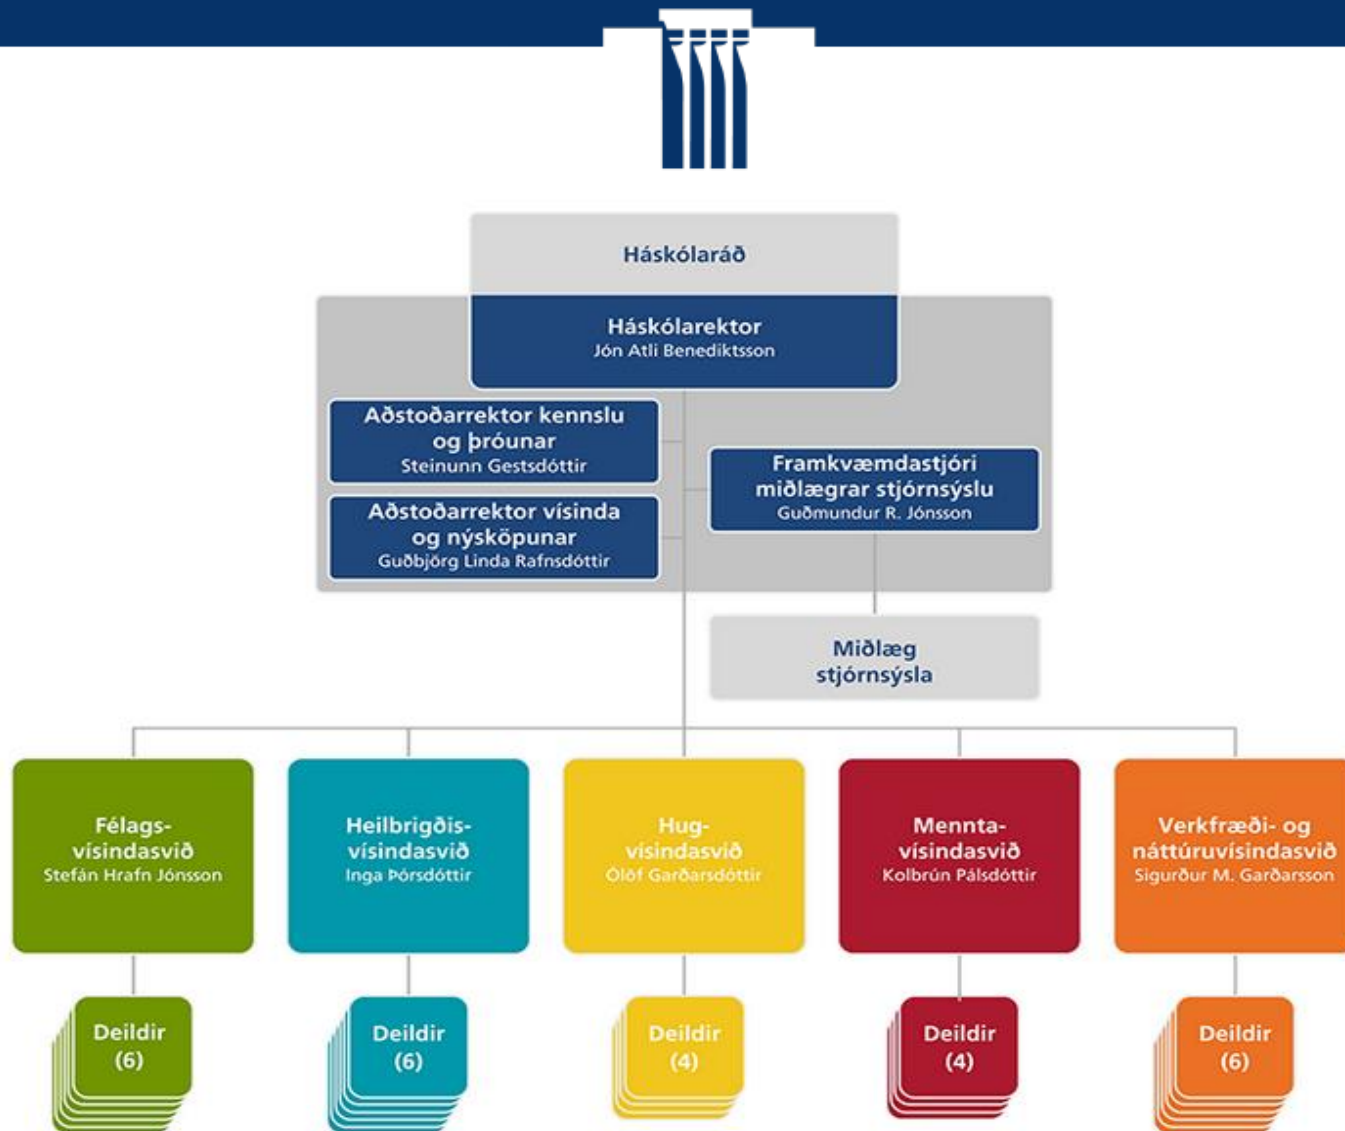 Háskólaráð
Háskólarektor
Jón Atli Benediktsson
Aðstoðarrektor kennslu
og þróunar
Steinunn Gestsdóttir
Aðstoðarrektor vísinda
og nýsköpunar
Guðbjörg Linda Rafnsdóttir
Framkvæmdastjóri
miðlægrar stjórnsýslu
Guðmundur R. Jónsson
Miðlæg
stjórnsýsla
Félags-
vísindasvið
Stefán Hrafn Jónsson
Heilbrigðis-
vísindasvið
Inga Þórsdóttir
Hug-
vísindasvið
Ólöf Garðarsdóttir
Mennta-
vísindasvið
Kolbrún Pálsdóttir
Verkfræði- og
náttúruvísindasvið
Sigurður M. Garðarsson
Deildir
(6)
Deildir
(6)
Deildir
(4)
Deildir
(4)
Deildir
(6)